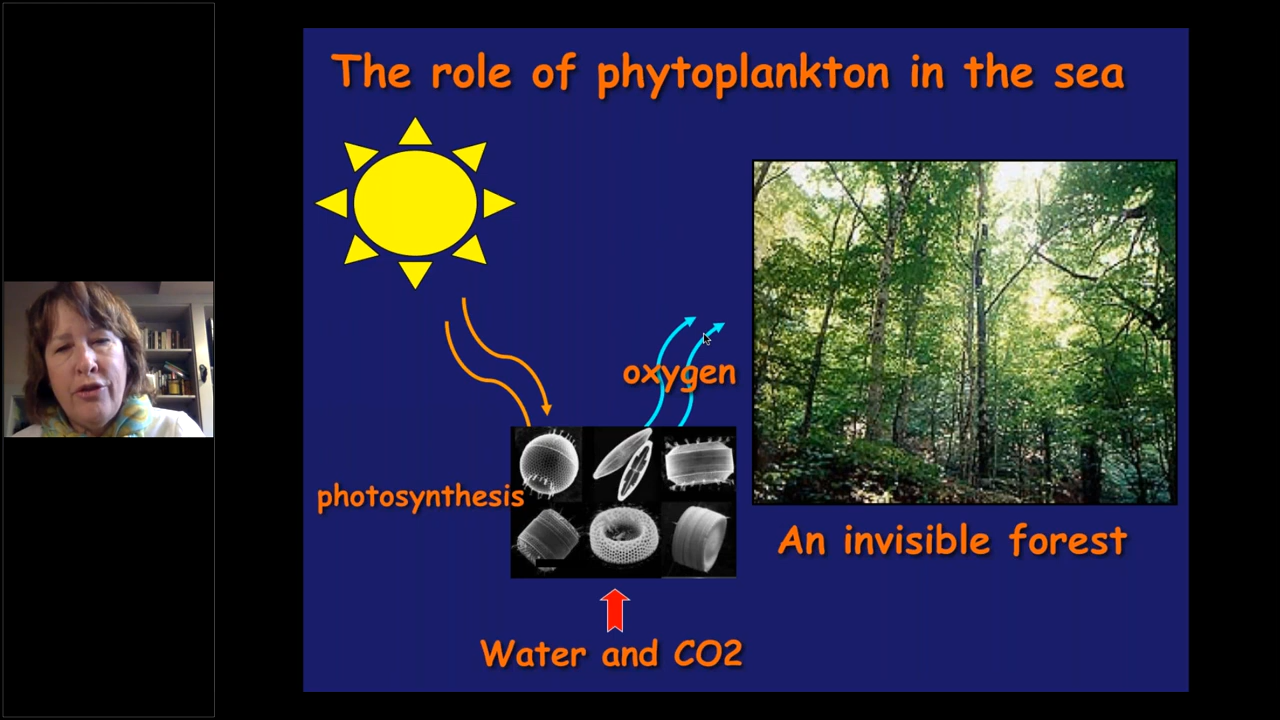 The role of phytoplankton in the sea
oxygen
photosynthesis
An invisible forest
Water and CO2